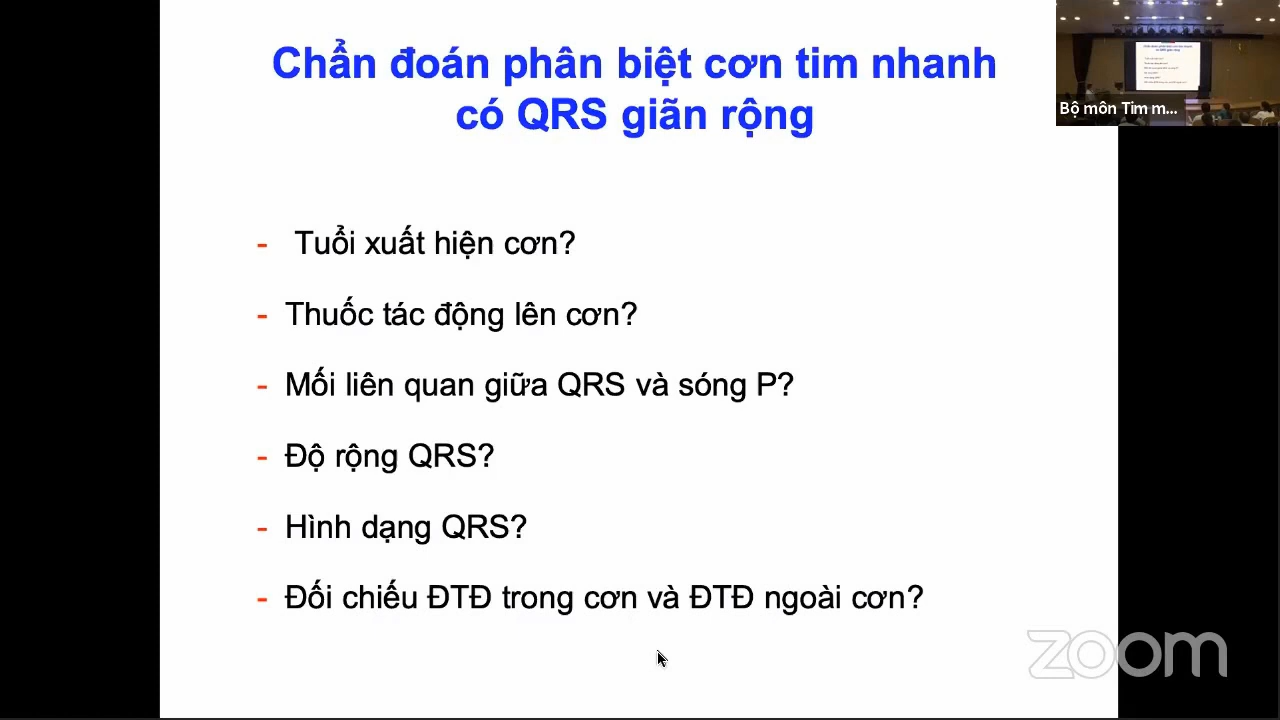 Chẩn đoán phân biệt cơn tim nhanh
có QRS giãn rộng
Bộ môn Tim m...
- Tuổi xuất hiện cơn?
- Thuốc tác động lên cơn?
- Mối liên quan giữa QRS và sóng P?
- Độ rộng QRS?
- Hình dạng QRS?
- Đối chiếu ĐTĐ trong cơn và ĐTĐ ngoài cơn?
zoom